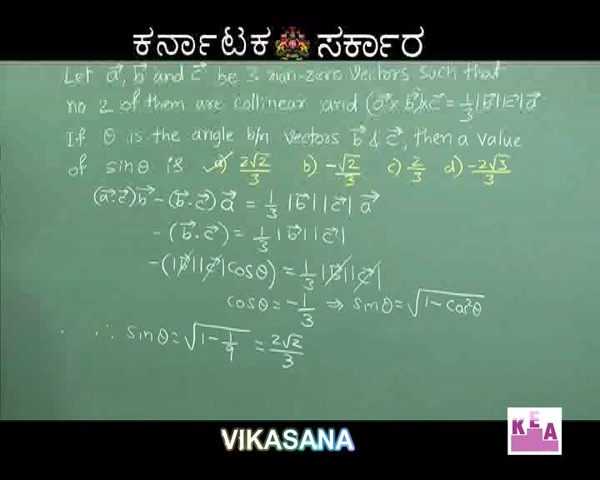 ಕರ್ನಾಟಕ ಸರ್ಕಾರ
Let a⃗, b⃗ and c⃗ be 3 non-zero vectors such that
no 2 of them are collinear and (a⃗×b⃗)×c⃗ = 1/3 |b⃗||c⃗| a⃗
If θ is the angle b/n vectors b⃗ & c⃗, then a value
of sinθ is ✓a) 2√2/3 b) -√2/3 c) 2/3 d) -2√3/3
(a⃗·c⃗)b⃗ - (b⃗·c⃗)a⃗ = 1/3 |b⃗||c⃗| a⃗
-(b⃗·c⃗) = 1/3 |b⃗||c⃗|
-(|b⃗||c⃗|cosθ) = 1/3 |b⃗||c⃗|
cosθ = -1/3 ⇒ sinθ = √(1-cos²θ)
∴ sinθ = √(1-1/9) = 2√2/3
KEA
VIKASANA